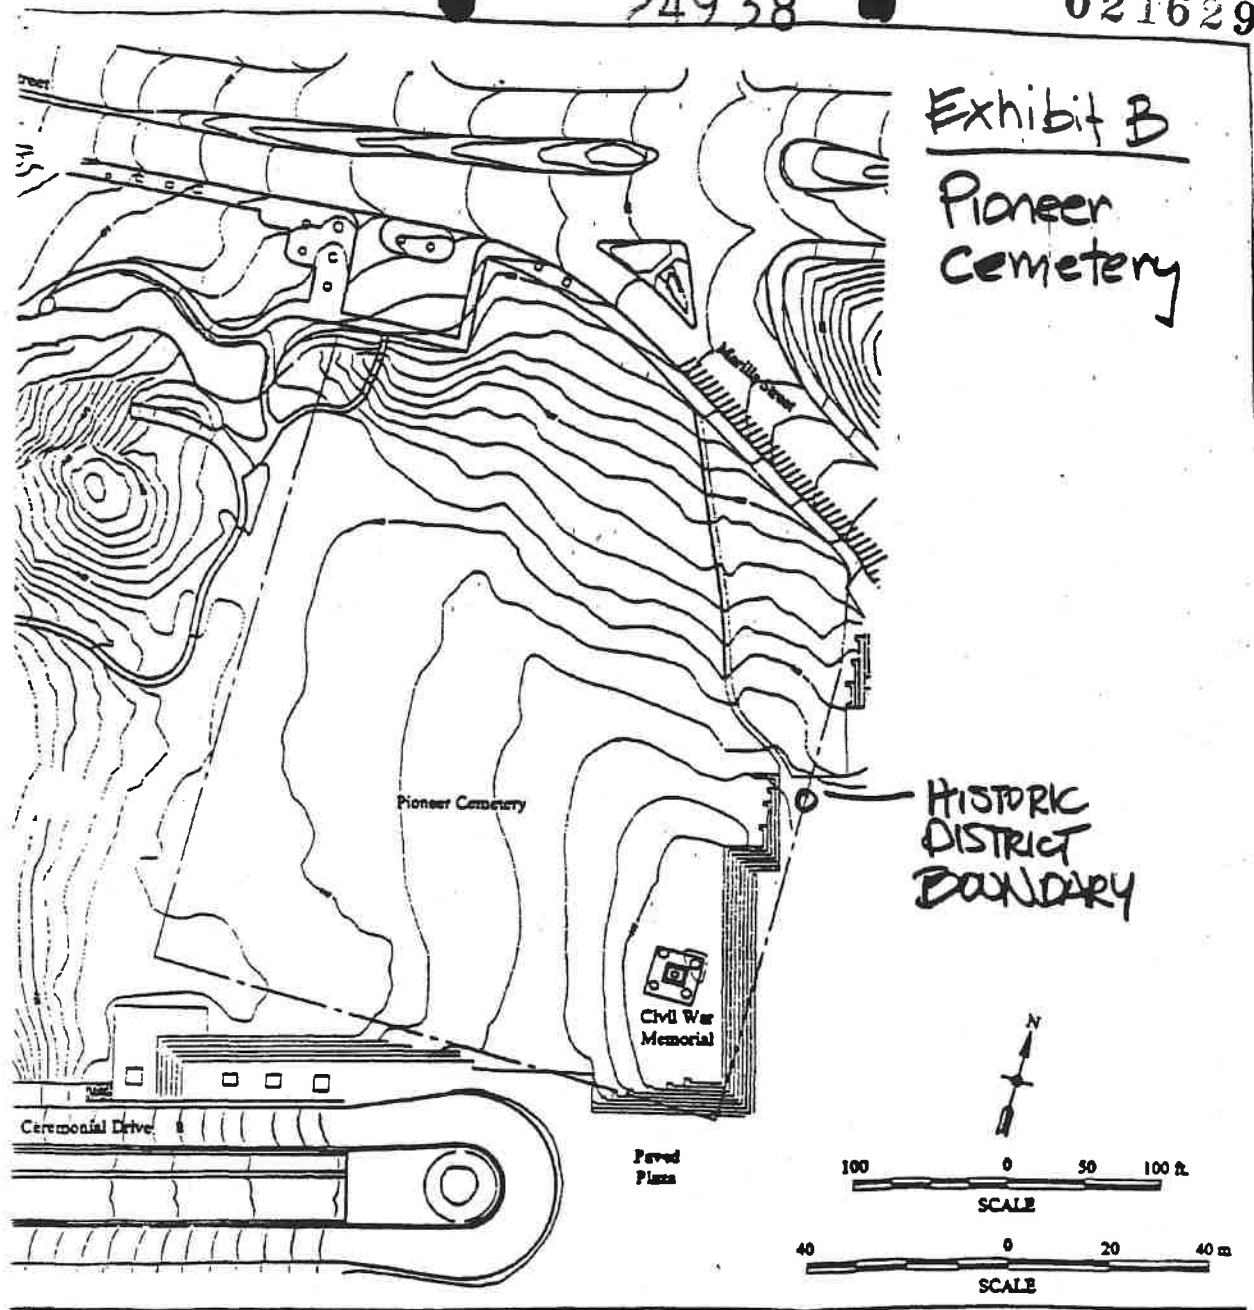 24938
021629
Exhibit B
Pioneer
Cemetery
Marilla Street
Pioneer Cemetery
HISTORIC
DISTRICT
BOUNDARY
Civil War
Memorial
N
Ceremonial Drive
Paved
Plaza
100 0 50 100 ft.
SCALE
40 0 20 40 m
SCALE